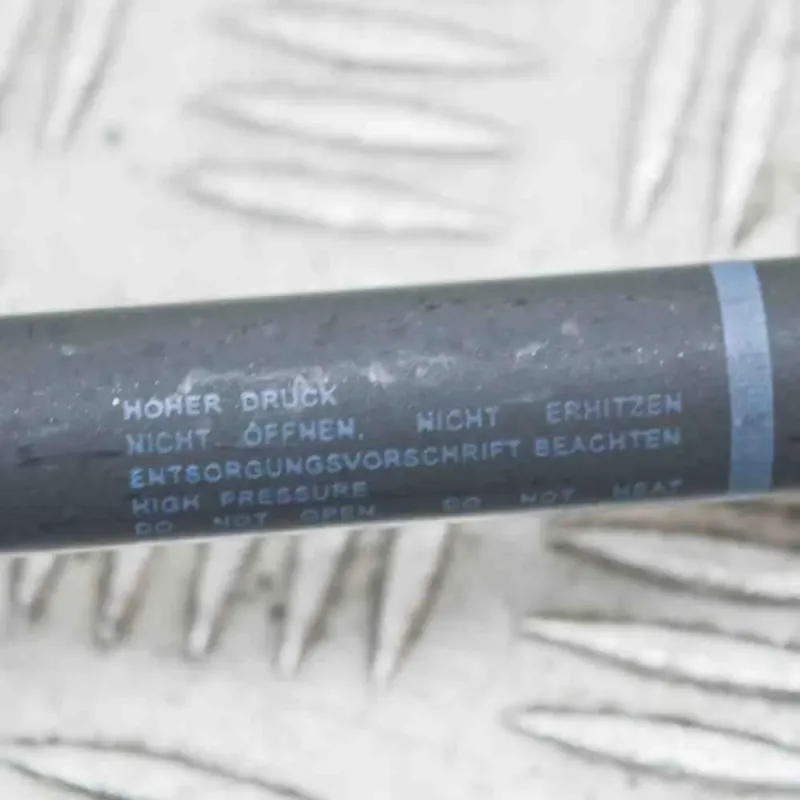 HOHER DRUCK
NICHT ÖFFNEN. NICHT ERHITZEN
ENTSORGUNGSVORSCHRIFT BEACHTEN
HIGH PRESSURE
DO NOT OPEN DO NOT HEAT